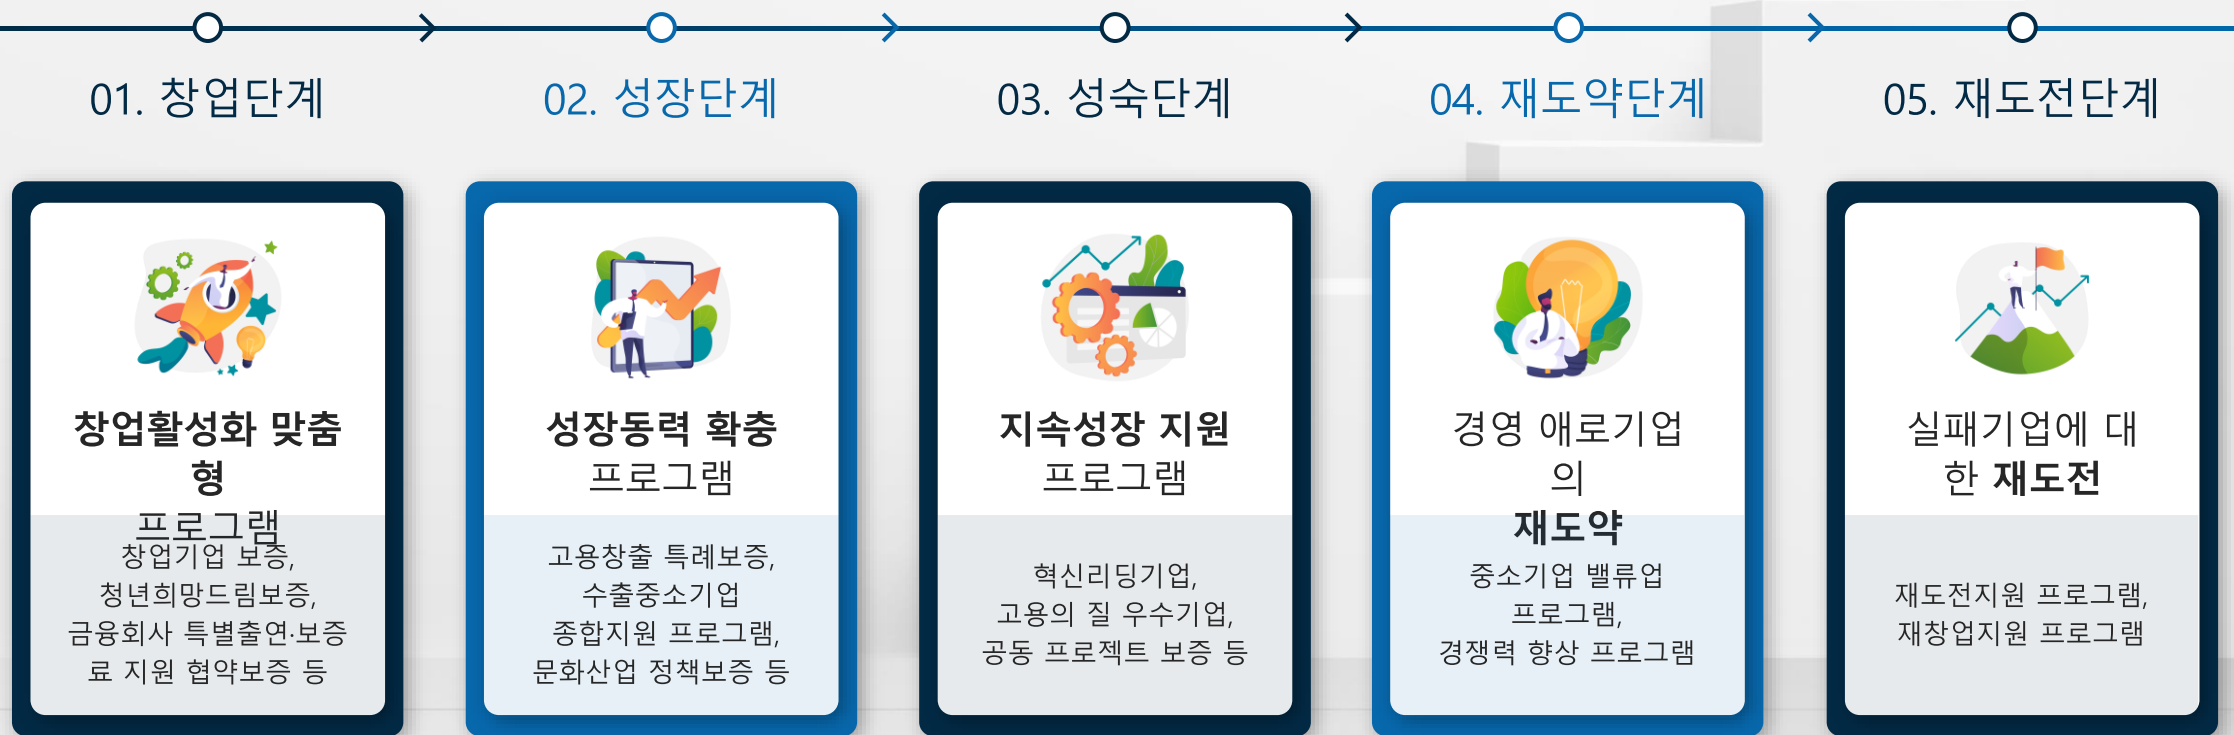 01. 창업단계
02. 성장단계
03. 성숙단계
04. 재도약단계
05. 재도전단계
창업활성화 맞춤
형
프로그램
창업기업 보증,
청년희망드림보증,
금융회사 특별출연·보증
료 지원 협약보증 등
성장동력 확충
프로그램
고용창출 특례보증,
수출중소기업
종합지원 프로그램,
문화산업 정책보증 등
지속성장 지원
프로그램
혁신리딩기업,
고용의 질 우수기업,
공동 프로젝트 보증 등
경영 애로기업
의
재도약
중소기업 밸류업
프로그램,
경쟁력 향상 프로그램
실패기업에 대
한 재도전
재도전지원 프로그램,
재창업지원 프로그램